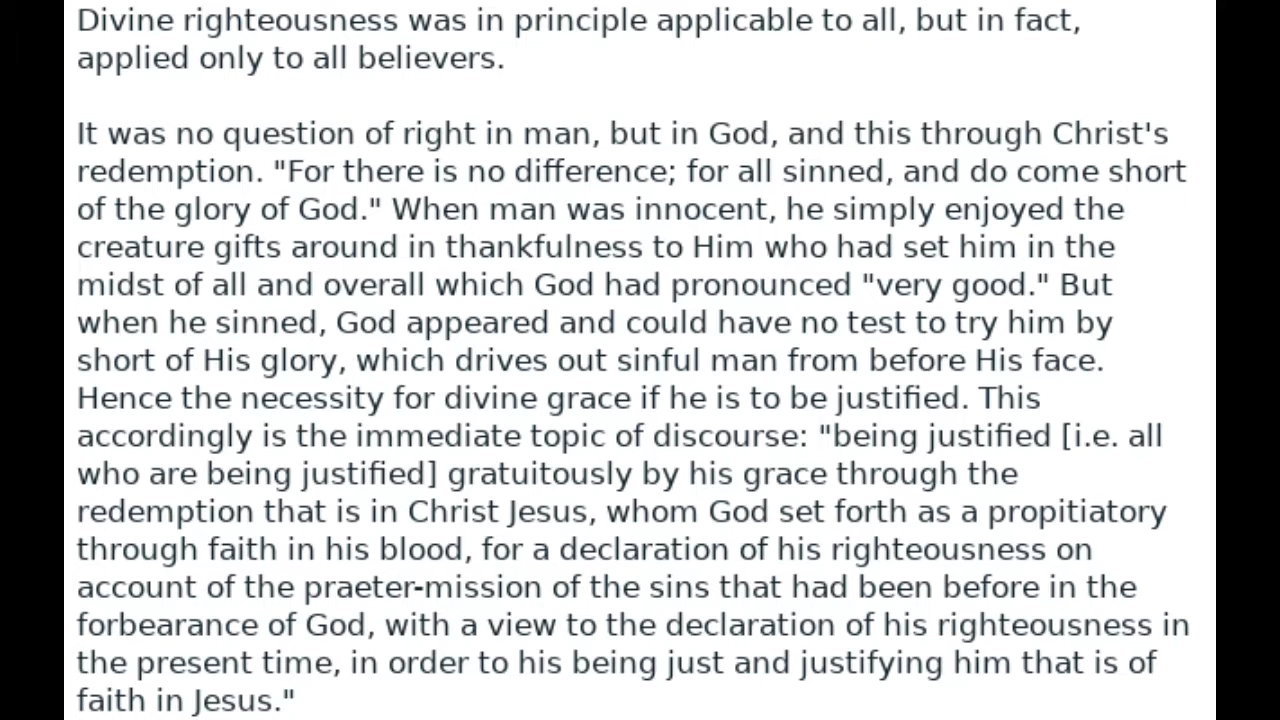 Divine righteousness was in principle applicable to all, but in fact,
applied only to all believers.
It was no question of right in man, but in God, and this through Christ's
redemption. "For there is no difference; for all sinned, and do come short
of the glory of God." When man was innocent, he simply enjoyed the
creature gifts around in thankfulness to Him who had set him in the
midst of all and overall which God had pronounced "very good." But
when he sinned, God appeared and could have no test to try him by
short of His glory, which drives out sinful man from before His face.
Hence the necessity for divine grace if he is to be justified. This
accordingly is the immediate topic of discourse: "being justified [i.e. all
who are being justified] gratuitously by his grace through the
redemption that is in Christ Jesus, whom God set forth as a propitiatory
through faith in his blood, for a declaration of his righteousness on
account of the praeter-mission of the sins that had been before in the
forbearance of God, with a view to the declaration of his righteousness in
the present time, in order to his being just and justifying him that is of
faith in Jesus."